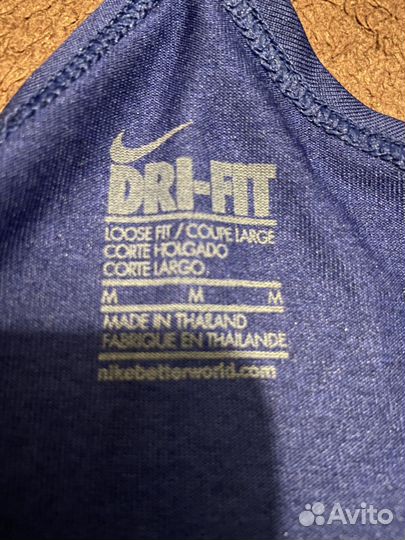 DRI-FIT
LOOSE FIT / COUPE LARGE
CORTE HOLGADO
CORTE LARGO
M M M
MADE IN THAILAND
FABRIQUE EN THAILANDE
nikebetterworld.com
Avito